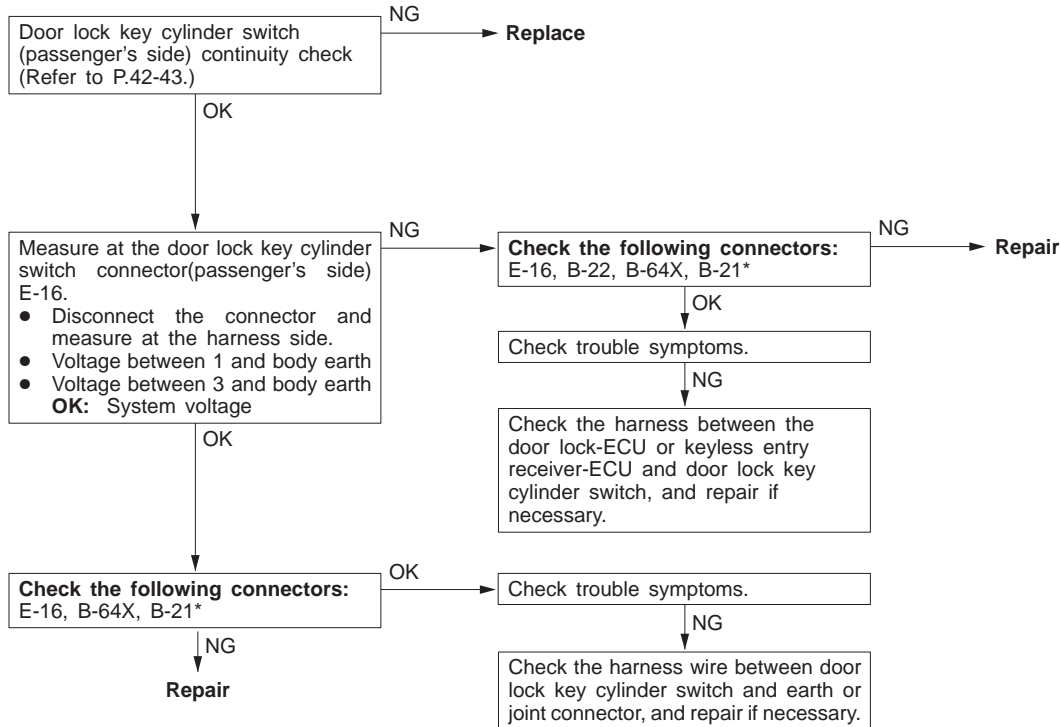 Door lock key cylinder switch
(passenger's side) continuity check
(Refer to P.42-43.)
NG
Replace
OK
Measure at the door lock key cylinder
switch connector(passenger's side)
E-16.
● Disconnect the connector and
measure at the harness side.
● Voltage between 1 and body earth
● Voltage between 3 and body earth
OK: System voltage
NG
Check the following connectors:
E-16, B-22, B-64X, B-21*
NG
Repair
OK
Check trouble symptoms.
NG
Check the harness between the
door lock-ECU or keyless entry
receiver-ECU and door lock key
cylinder switch, and repair if
necessary.
OK
Check the following connectors:
E-16, B-64X, B-21*
OK
Check trouble symptoms.
NG
Check the harness wire between door
lock key cylinder switch and earth or
joint connector, and repair if necessary.
NG
Repair